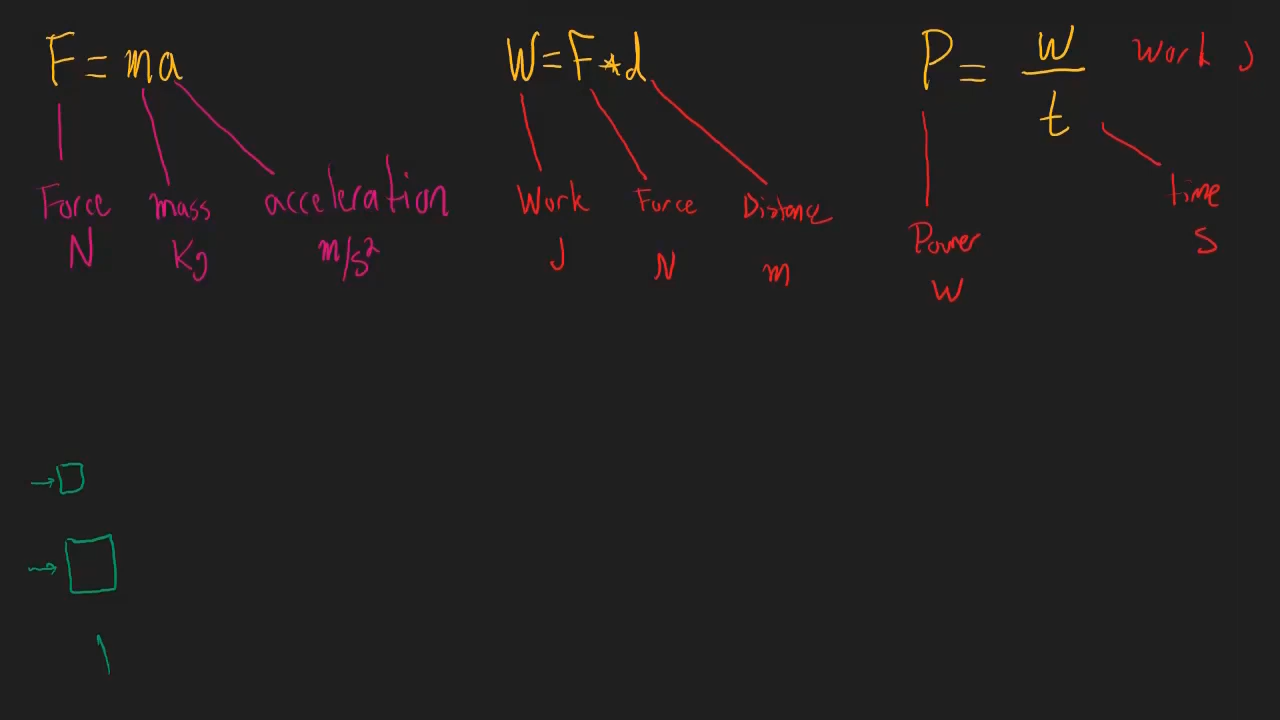 F = ma
Force mass acceleration
N Kg m/s²
W = F * d
Work Force Distance
J N m
P = W/t
Work J
time
s
Power
W